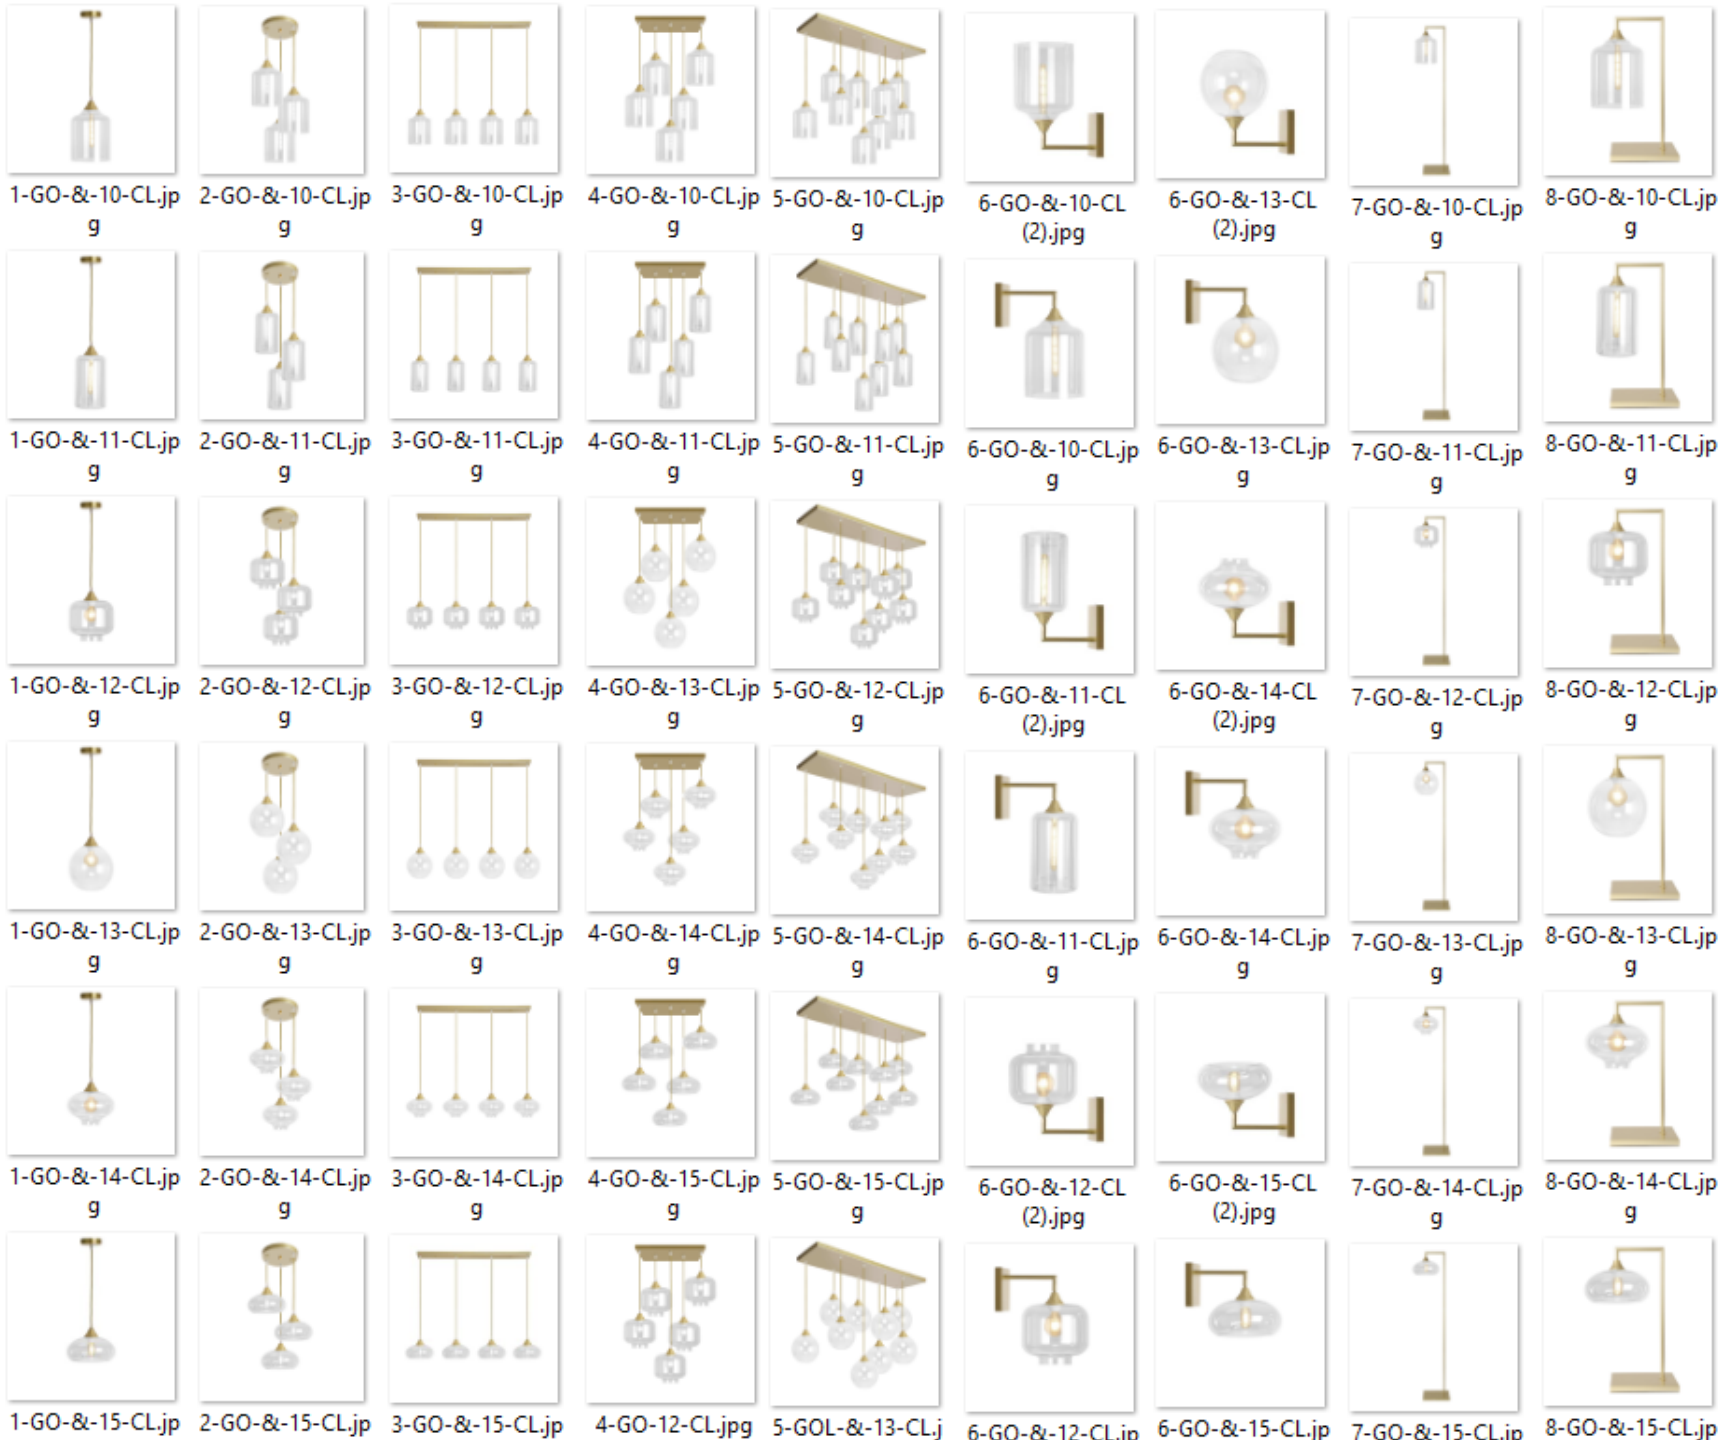 1-GO-&-10-CL.jp
g
2-GO-&-10-CL.jp
g
3-GO-&-10-CL.jp
g
4-GO-&-10-CL.jp
g
5-GO-&-10-CL.jp
g
6-GO-&-10-CL
(2).jpg
6-GO-&-13-CL
(2).jpg
7-GO-&-10-CL.jp
g
8-GO-&-10-CL.jp
g
1-GO-&-11-CL.jp
g
2-GO-&-11-CL.jp
g
3-GO-&-11-CL.jp
g
4-GO-&-11-CL.jp
g
5-GO-&-11-CL.jp
g
6-GO-&-10-CL.jp
g
6-GO-&-13-CL.jp
g
7-GO-&-11-CL.jp
g
8-GO-&-11-CL.jp
g
1-GO-&-12-CL.jp
g
2-GO-&-12-CL.jp
g
3-GO-&-12-CL.jp
g
4-GO-&-13-CL.jp
g
5-GO-&-12-CL.jp
g
6-GO-&-11-CL
(2).jpg
6-GO-&-14-CL
(2).jpg
7-GO-&-12-CL.jp
g
8-GO-&-12-CL.jp
g
1-GO-&-13-CL.jp
g
2-GO-&-13-CL.jp
g
3-GO-&-13-CL.jp
g
4-GO-&-14-CL.jp
g
5-GO-&-14-CL.jp
g
6-GO-&-11-CL.jp
g
6-GO-&-14-CL.jp
g
7-GO-&-13-CL.jp
g
8-GO-&-13-CL.jp
g
1-GO-&-14-CL.jp
g
2-GO-&-14-CL.jp
g
3-GO-&-14-CL.jp
g
4-GO-&-15-CL.jp
g
5-GO-&-15-CL.jp
g
6-GO-&-12-CL
(2).jpg
6-GO-&-15-CL
(2).jpg
7-GO-&-14-CL.jp
g
8-GO-&-14-CL.jp
g
1-GO-&-15-CL.jp
2-GO-&-15-CL.jp
3-GO-&-15-CL.jp
4-GO-12-CL.jpg
5-GOL-&-13-CL.j
6-GO-&-12-CL.jp
6-GO-&-15-CL.jp
7-GO-&-15-CL.jp
8-GO-&-15-CL.jp